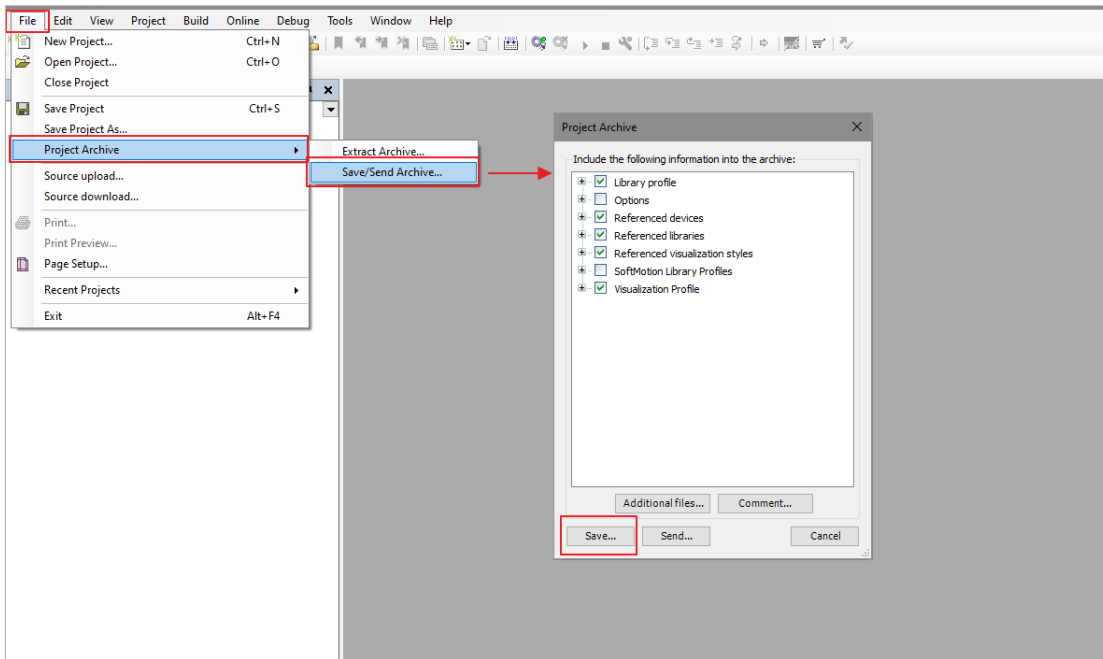 File Edit View Project Build Online Debug Tools Window Help
New Project... Ctrl+N
Open Project... Ctrl+O
Close Project
Save Project Ctrl+S
Save Project As...
Project Archive
Extract Archive...
Save/Send Archive...
Source upload...
Source download...
Print...
Print Preview...
Page Setup...
Recent Projects
Exit Alt+F4
Project Archive
Include the following information into the archive:
Library profile
Options
Referenced devices
Referenced libraries
Referenced visualization styles
SoftMotion Library Profiles
Visualization Profile
Additional files... Comment...
Save... Send... Cancel